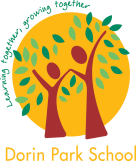 Learning together, growing together
Dorin Park School